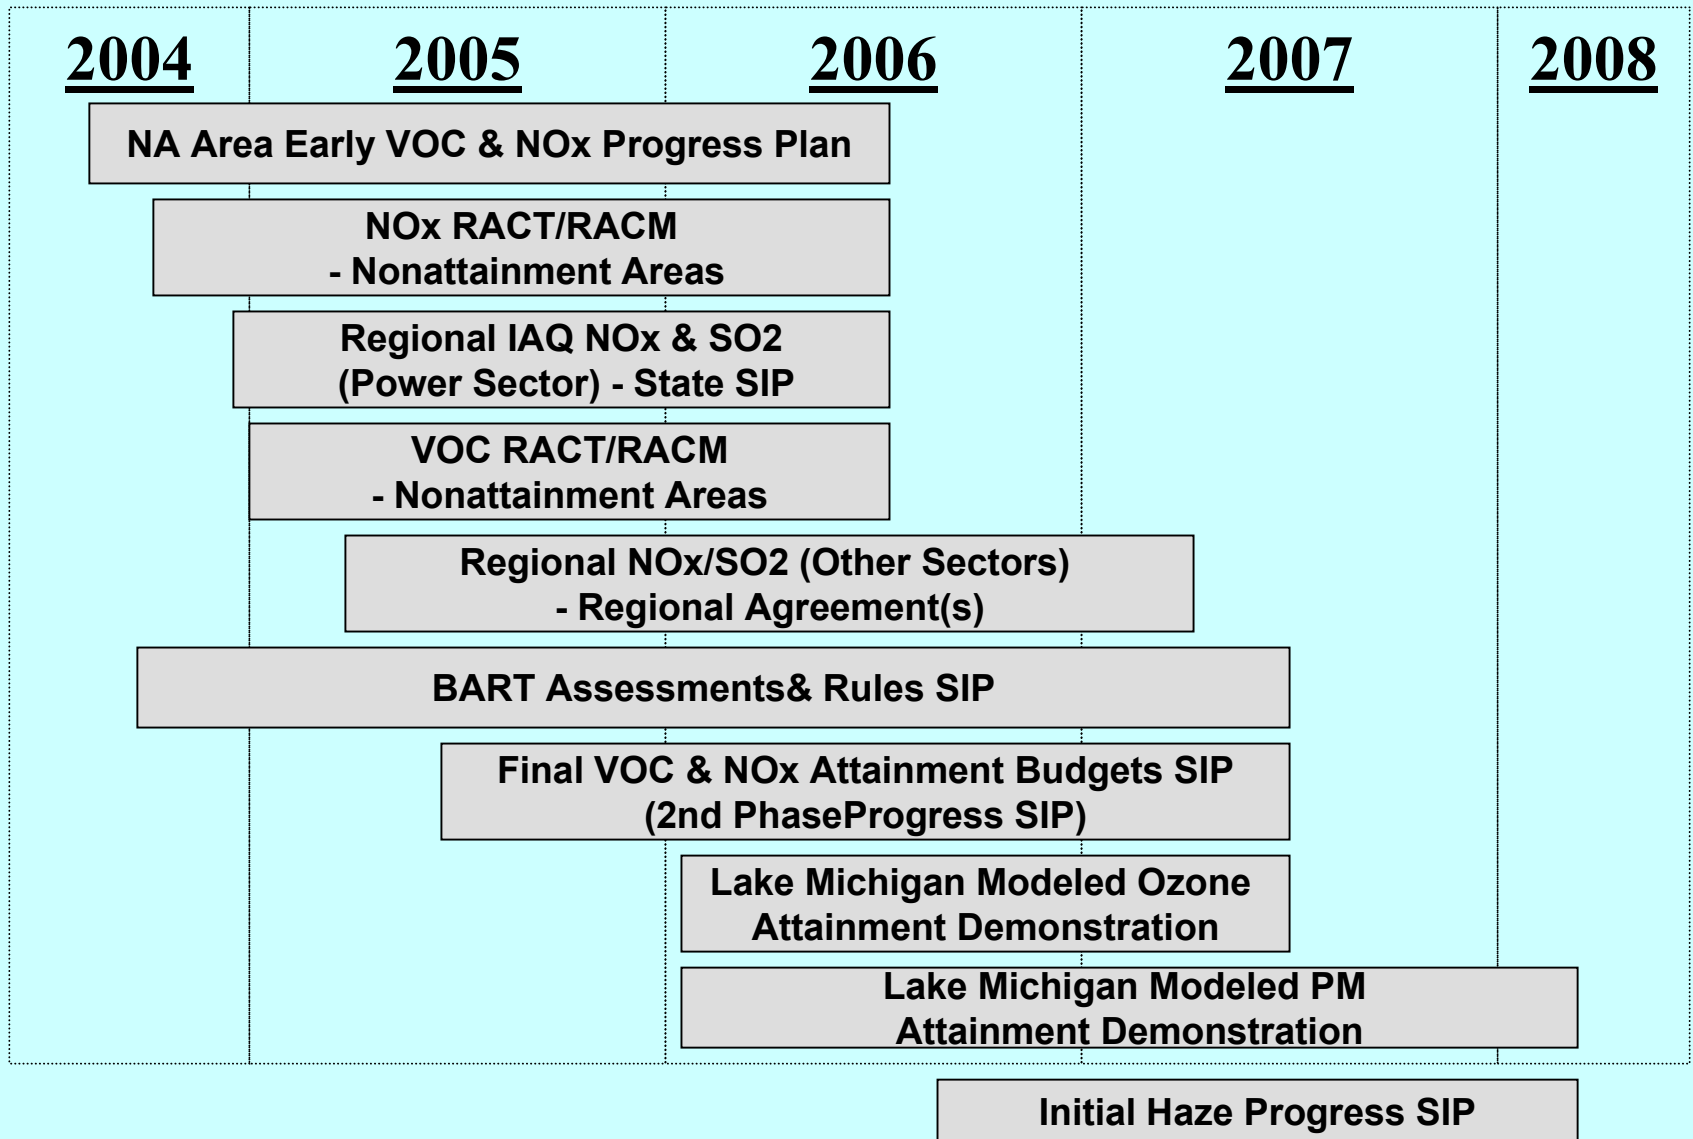 2004 2005 2006 2007 2008
NA Area Early VOC & NOx Progress Plan
NOx RACT/RACM
- Nonattainment Areas
Regional IAQ NOx & SO2
(Power Sector) - State SIP
VOC RACT/RACM
- Nonattainment Areas
Regional NOx/SO2 (Other Sectors)
- Regional Agreement(s)
BART Assessments& Rules SIP
Final VOC & NOx Attainment Budgets SIP
(2nd PhaseProgress SIP)
Lake Michigan Modeled Ozone
Attainment Demonstration
Lake Michigan Modeled PM
Attainment Demonstration
Initial Haze Progress SIP